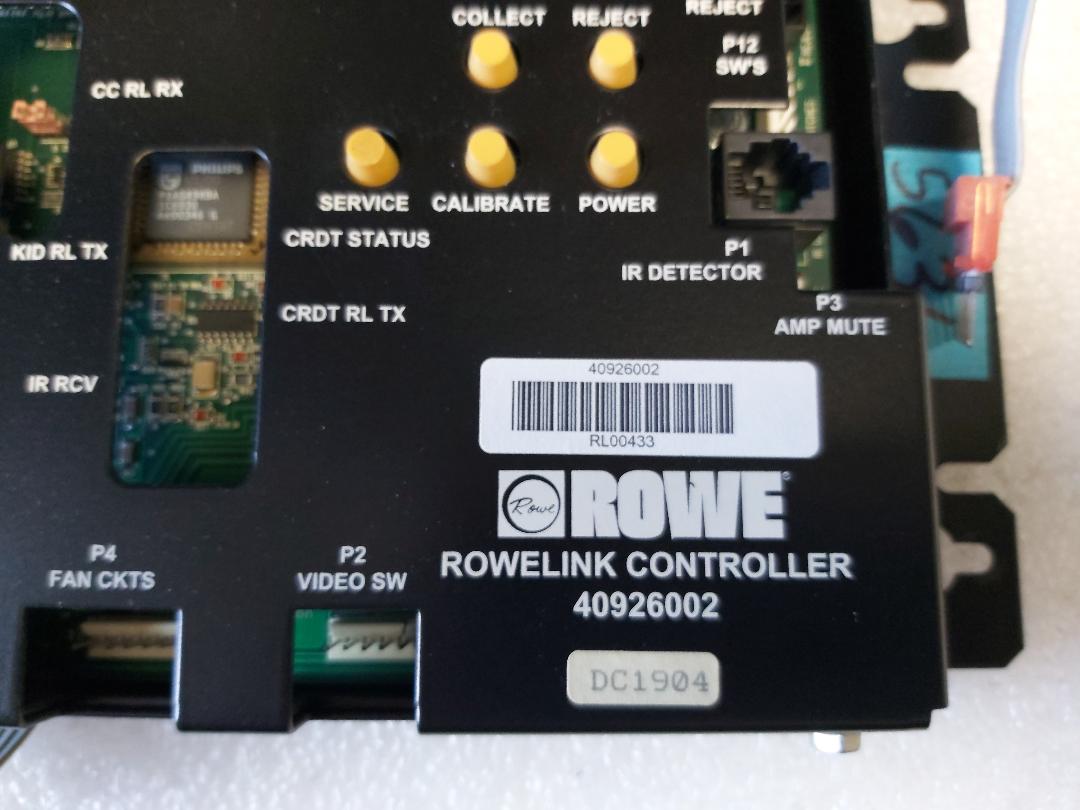 COLLECT
REJECT
REJECT
P12
SW'S
CC RL RX
PHILIPS
SERVICE
CALIBRATE
POWER
KID RL TX
CRDT STATUS
P1
IR DETECTOR
CRDT RL TX
P3
AMP MUTE
IR RCV
40926002
RL00433
Rowe
ROWE
ROWELINK CONTROLLER
40926002
P4
FAN CKTS
P2
VIDEO SW
DC1904